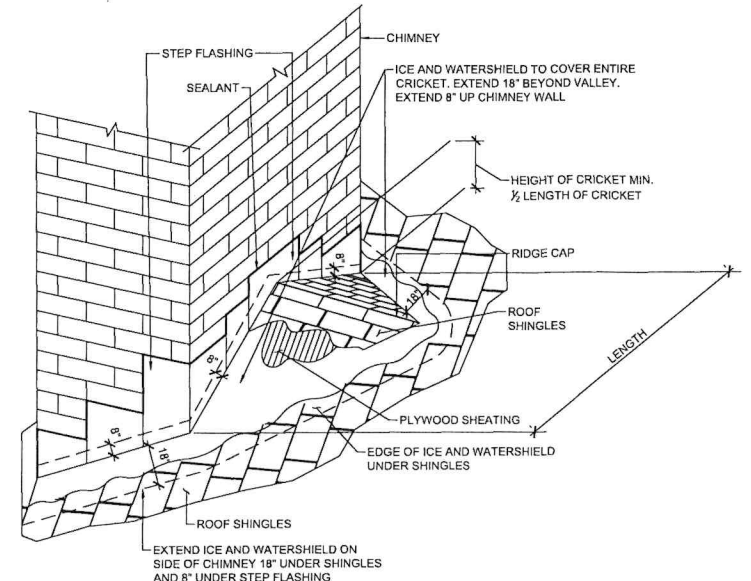 CHIMNEY
STEP FLASHING
ICE AND WATERSHIELD TO COVER ENTIRE
CRICKET. EXTEND 18" BEYOND VALLEY.
EXTEND 8" UP CHIMNEY WALL
SEALANT
HEIGHT OF CRICKET MIN.
½ LENGTH OF CRICKET
RIDGE CAP
8"
18"
ROOF
SHINGLES
LENGTH
8"
PLYWOOD SHEATING
8"
18"
EDGE OF ICE AND WATERSHIELD
UNDER SHINGLES
ROOF SHINGLES
EXTEND ICE AND WATERSHIELD ON
SIDE OF CHIMNEY 18" UNDER SHINGLES
AND 8" UNDER STEP FLASHING